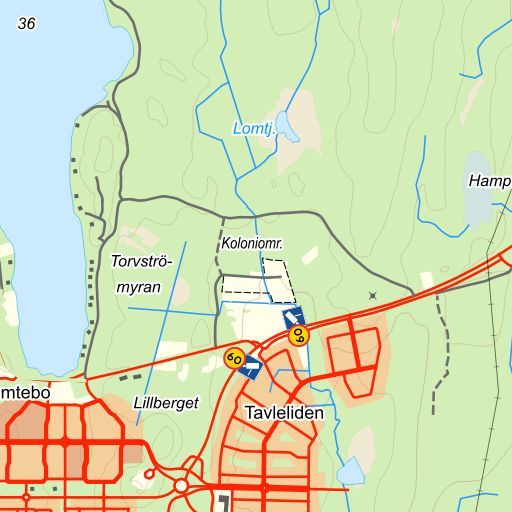 36
Lomtj.
Hamp
Koloniomr.
Torvströ-
myran
60
60
mtebo
Lillberget
Tavleliden